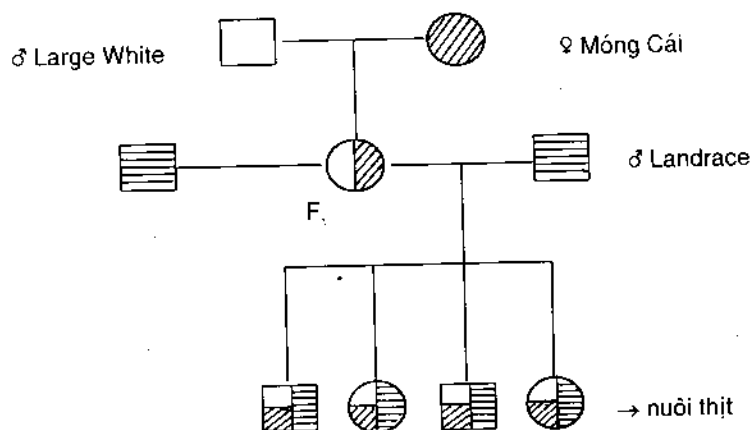 ♂ Large White
♀ Móng Cái
♂ Landrace
F₁
→ nuôi thịt